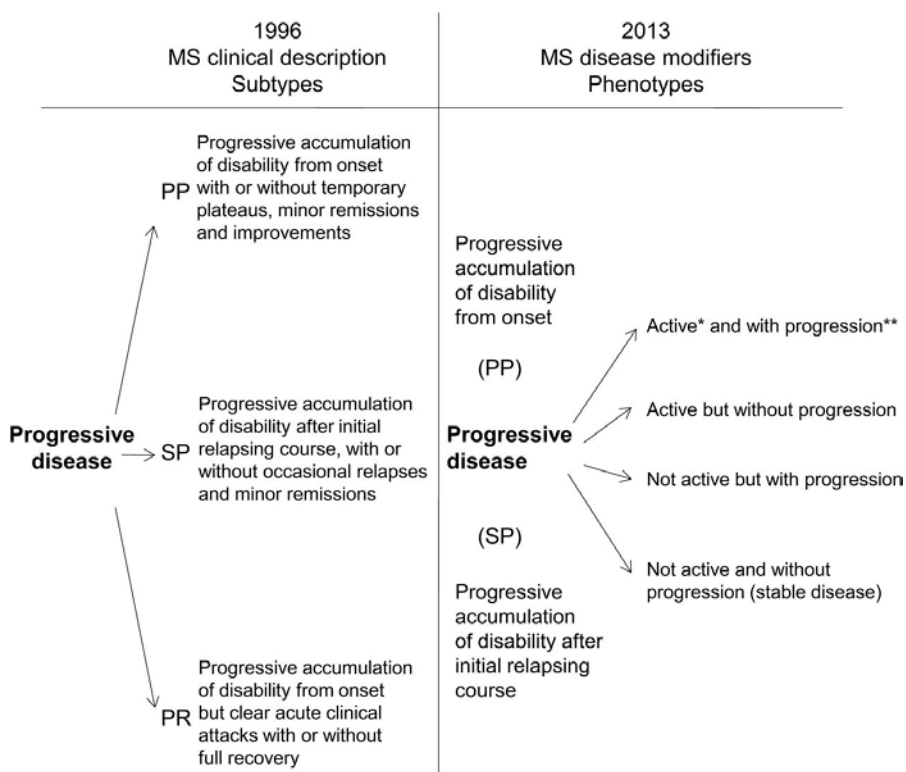 1996
MS clinical description
Subtypes
2013
MS disease modifiers
Phenotypes
Progressive
disease
PP
Progressive accumulation
of disability from onset
with or without temporary
plateaus, minor remissions
and improvements
SP
Progressive accumulation
of disability after initial
relapsing course, with or
without occasional relapses
and minor remissions
PR
Progressive accumulation
of disability from onset
but clear acute clinical
attacks with or without
full recovery
Progressive
accumulation
of disability
from onset
(PP)
Progressive
disease
(SP)
Progressive
accumulation
of disability after
initial relapsing
course
Active* and with progression**
Active but without progression
Not active but with progression
Not active and without
progression (stable disease)